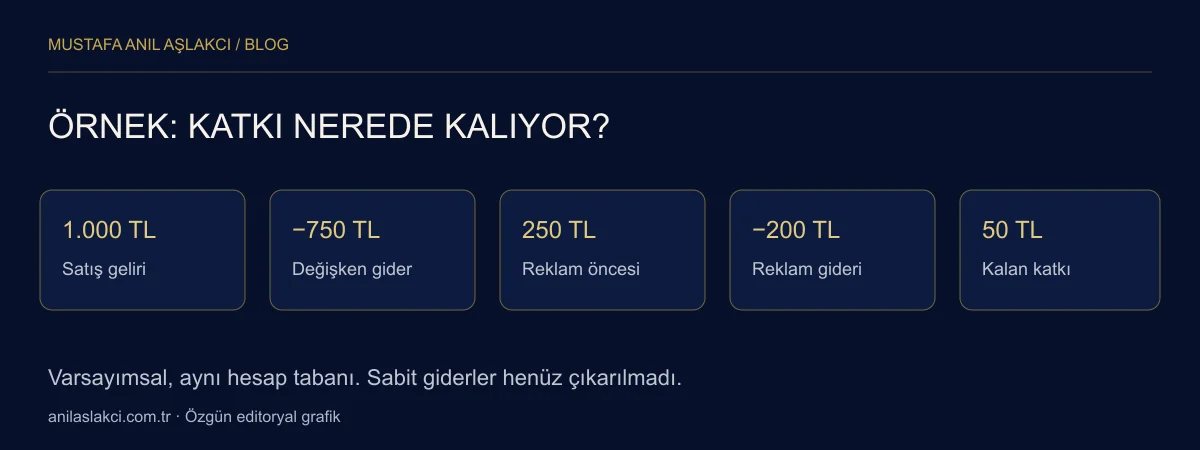 MUSTAFA ANIL AŞLAKCI / BLOG
ÖRNEK: KATKI NEREDE KALIYOR?
1.000 TL
Satış geliri
−750 TL
Değişken gider
250 TL
Reklam öncesi
−200 TL
Reklam gideri
50 TL
Kalan katkı
Varsayımsal, aynı hesap tabanı. Sabit giderler henüz çıkarılmadı.
anilaslakci.com.tr · Özgün editoryal grafik